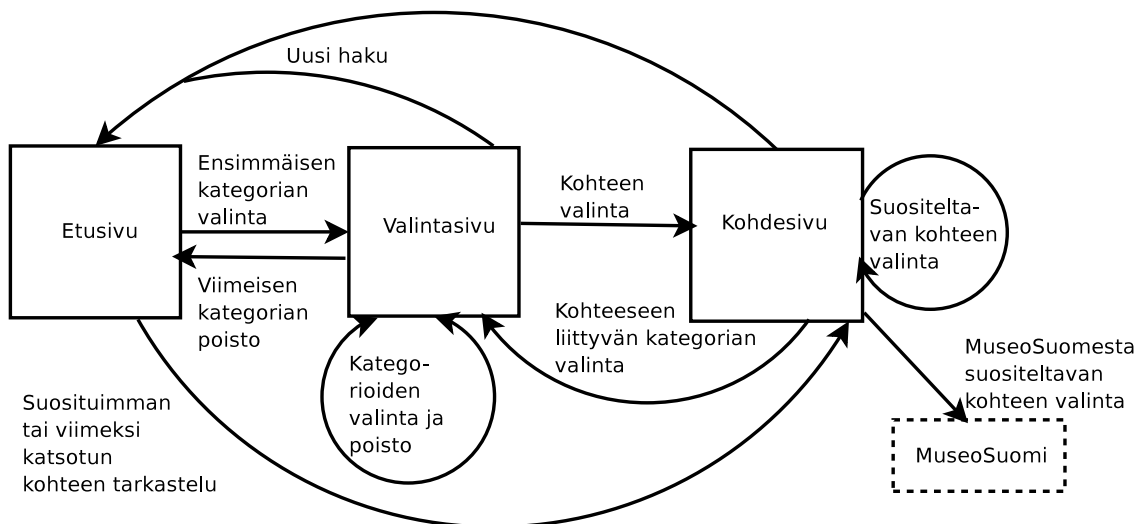 Uusi haku
Ensimmäisen
kategorian
valinta
Etusivu
Valintasivu
Viimeisen
kategorian
poisto
Kohteen
valinta
Kohdesivu
Suositelta-
van kohteen
valinta
Kohteeseen
liittyvän kategorian
valinta
Katego-
rioiden
valinta ja
poisto
MuseoSuomesta
suositeltavan
kohteen valinta
MuseoSuomi
Suosituimman
tai viimeksi
katsotun
kohteen tarkastelu